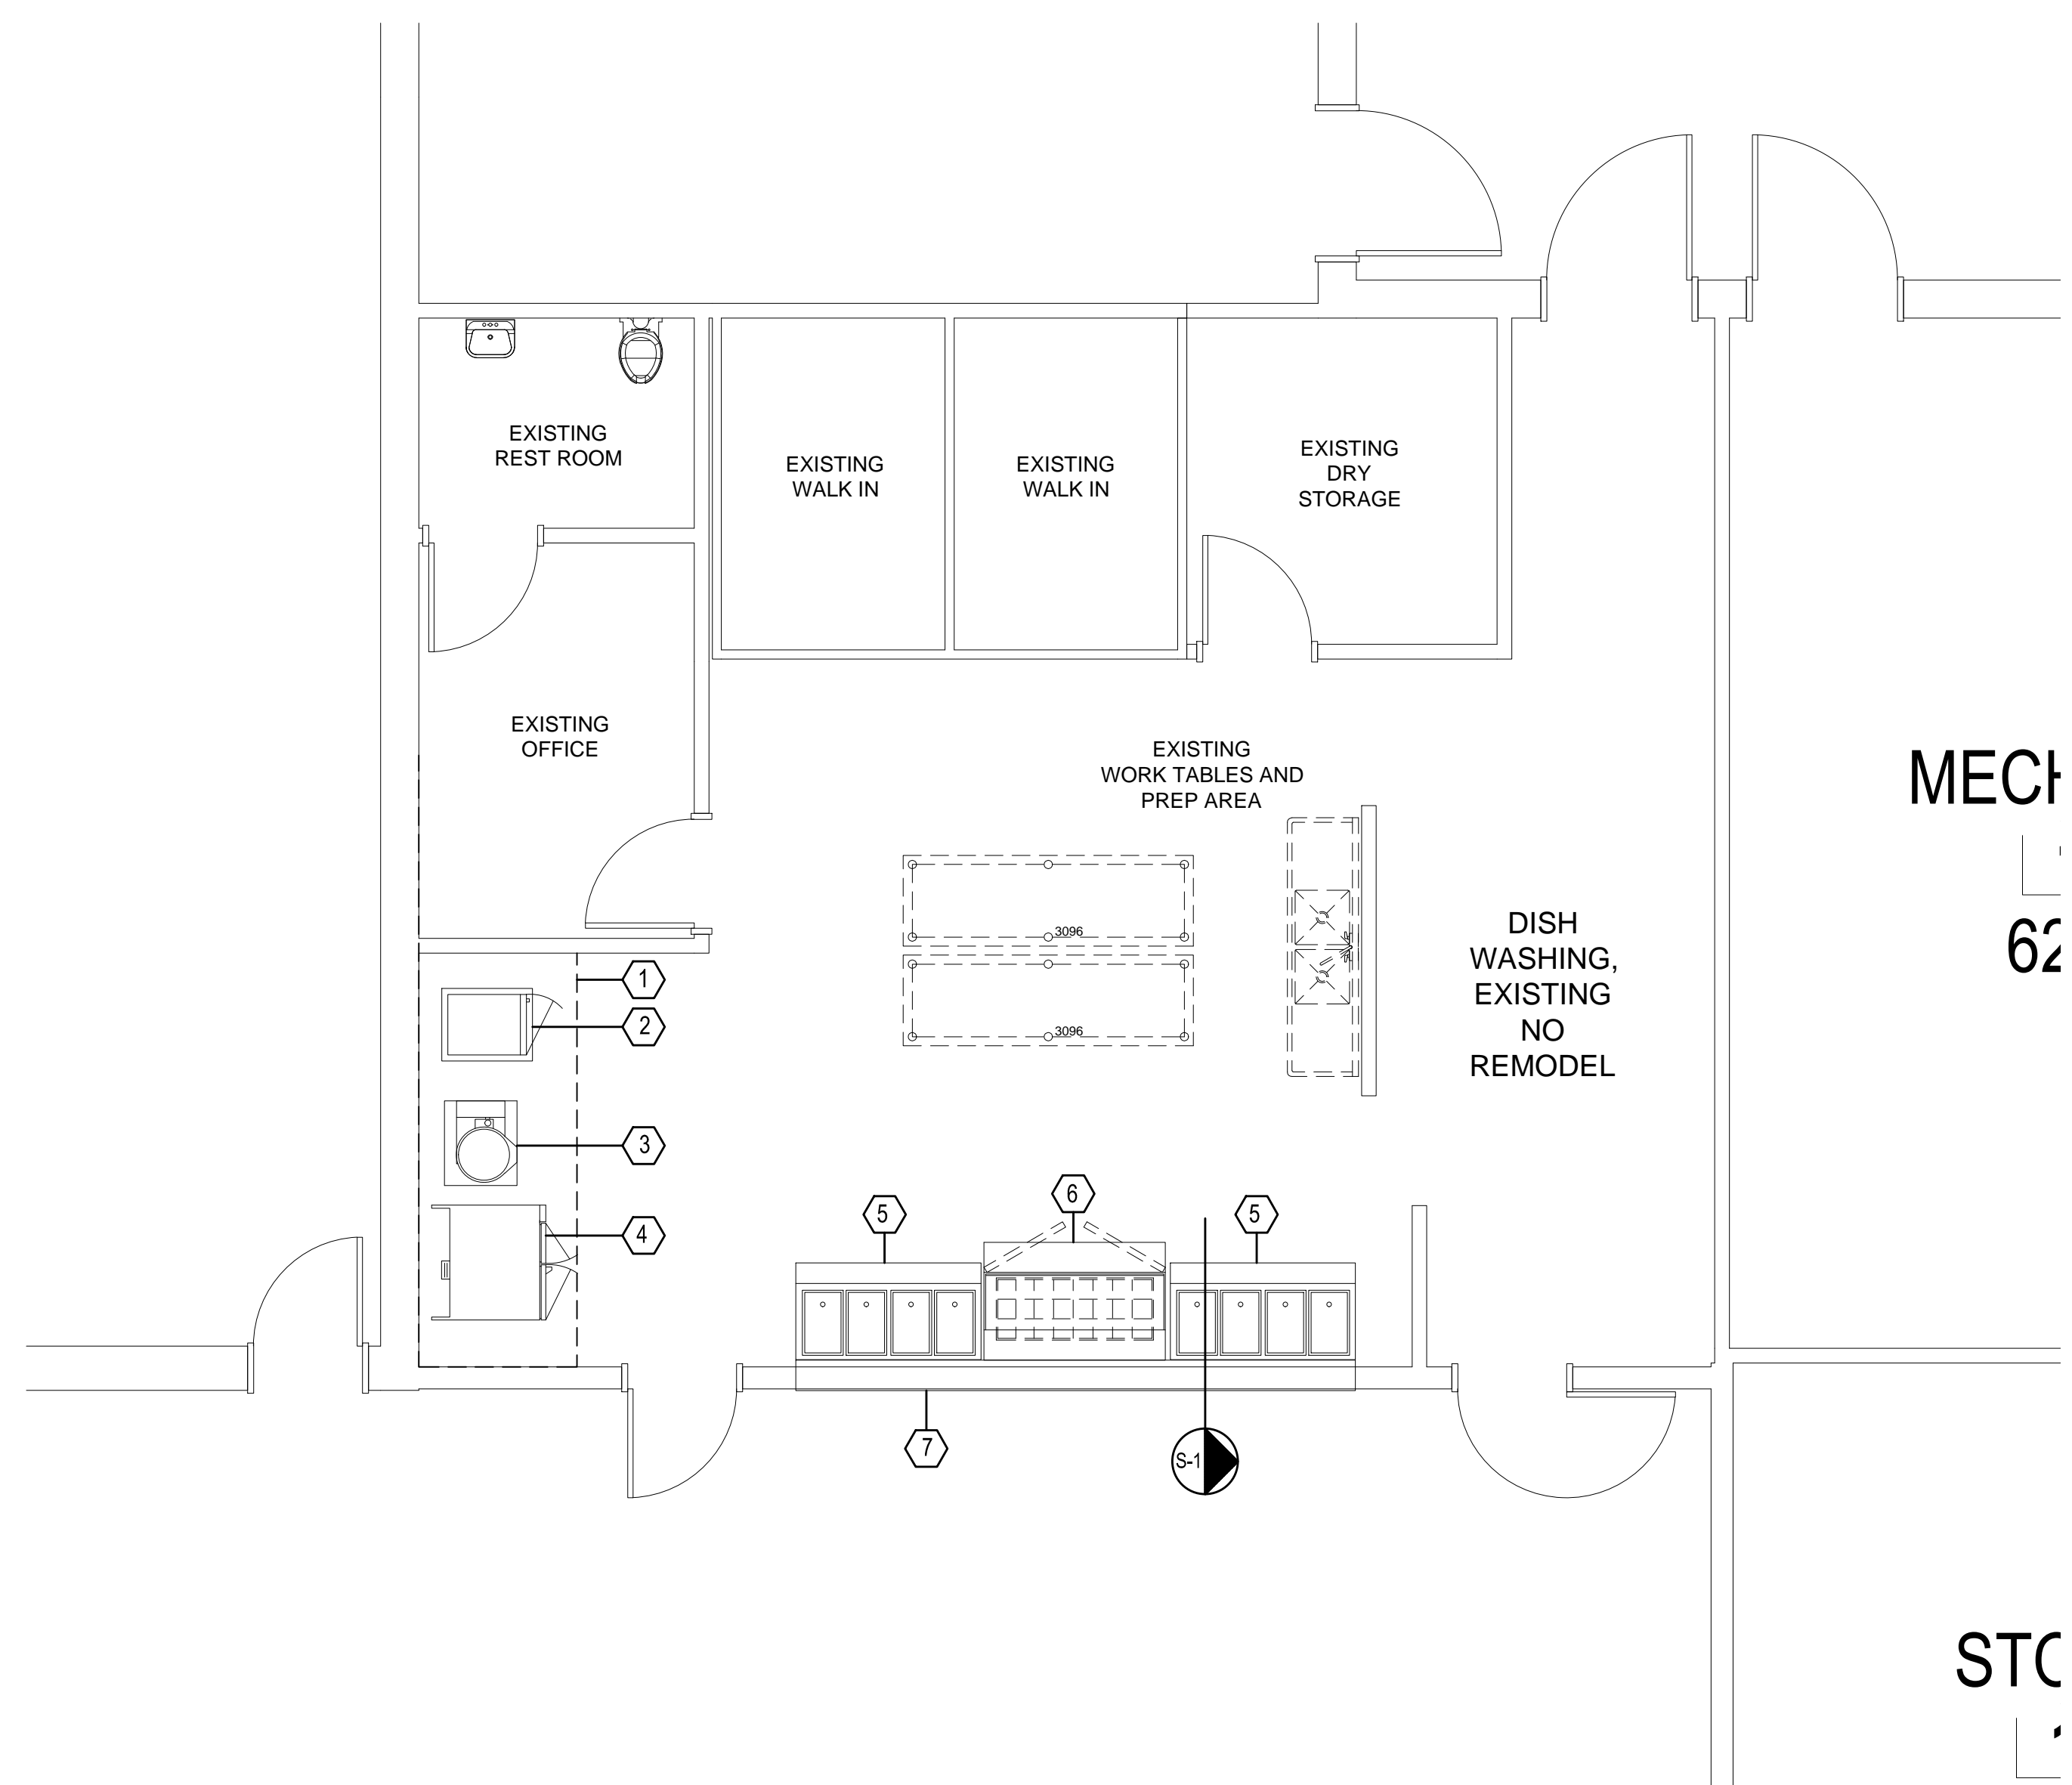 EXISTING
REST ROOM
EXISTING
WALK IN
EXISTING
WALK IN
EXISTING
DRY
STORAGE
EXISTING
OFFICE
EXISTING
WORK TABLES AND
PREP AREA
MECH
62
3096
3096
DISH
WASHING,
EXISTING
NO
REMODEL
1
2
3
4
5
6
5
7
S-1
STO